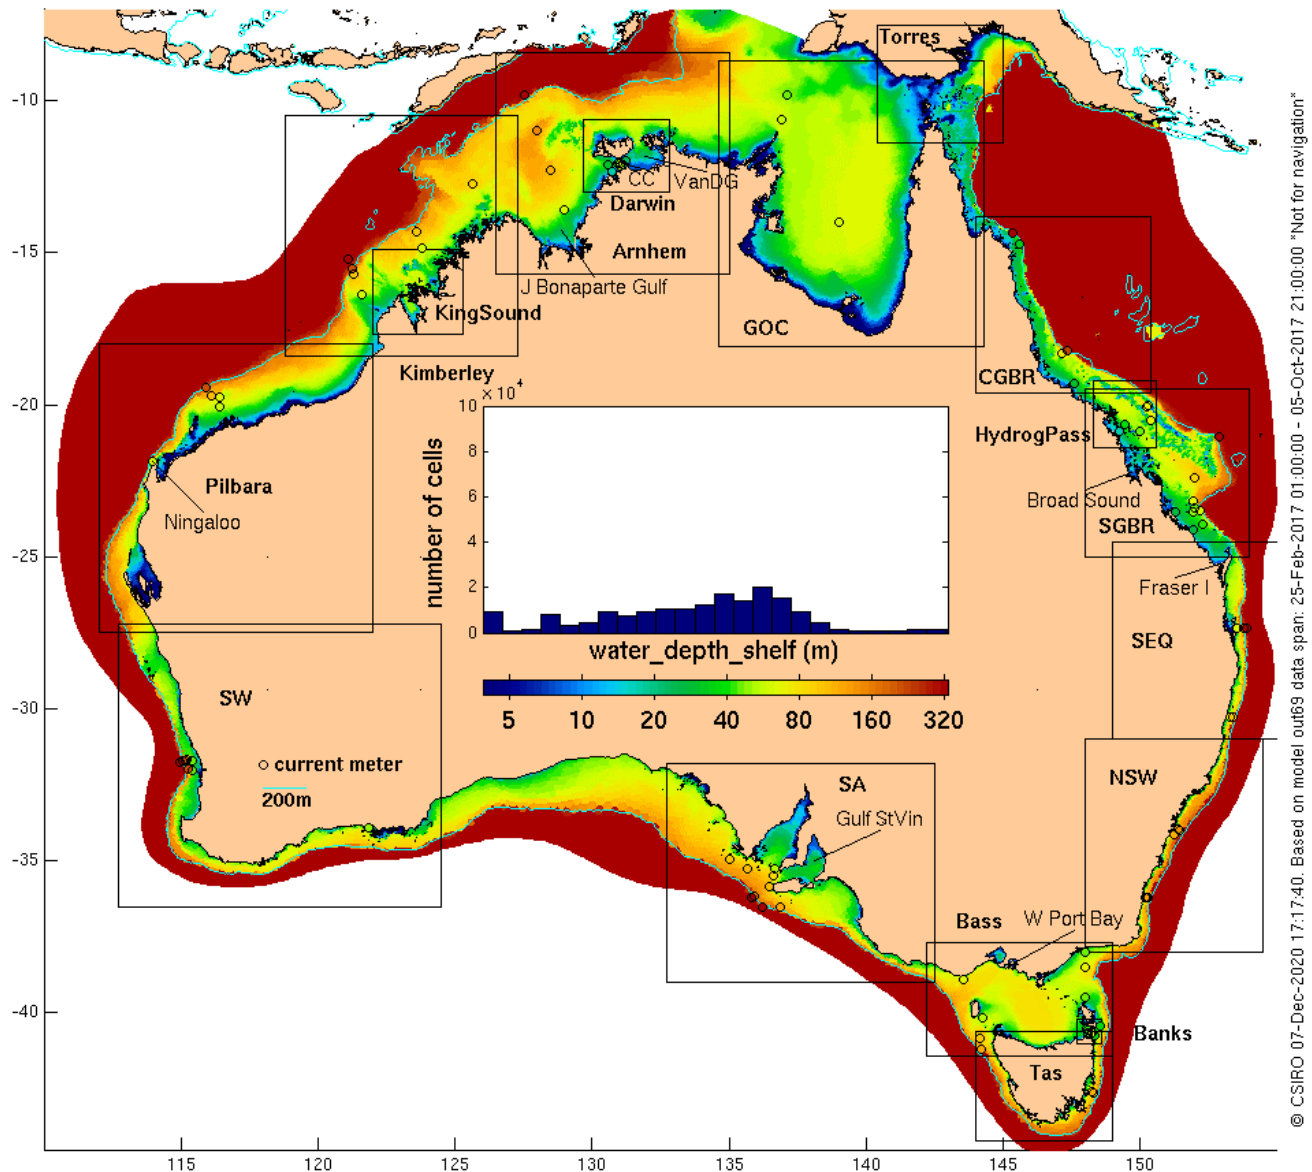 Torres
-10
CC
VanDG
Darwin
Arnhem
-15
J Bonaparte Gulf
KingSound
GOC
Kimberley
CGBR
× 10⁴
10
-20
8
HydrogPass
Pilbara
6
Broad Sound
Ningaloo
number of cells
4
SGBR
-25
2
Fraser I
0
SEQ
water_depth_shelf (m)
SW
5 10 20 40 80 160 320
-30
current meter
NSW
200m
SA
Gulf StVin
-35
Bass
W Port Bay
-40
Banks
Tas
115 120 125 130 135 140 145 150
© CSIRO 07-Dec-2020 17:17:40. Based on model out69 data span: 25-Feb-2017 01:00:00 - 05-Oct-2017 21:00:00 *Not for navigation*